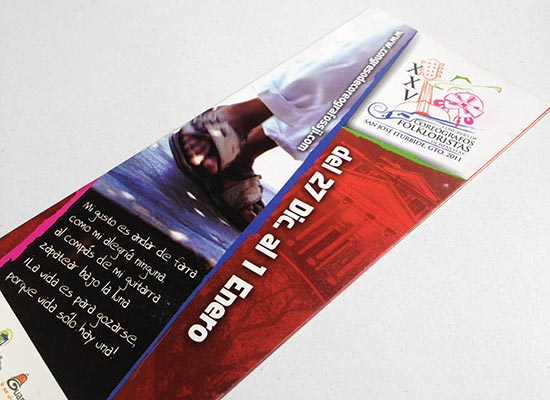 www.congresodecoreografossji.com
XXV
CONGRESO DE
COREÓGRAFOS
FOLKLORISTAS
SAN JOSÉ ITURBIDE, GTO. 2011
del 27 Dic. al 1 Enero
Mi gusto es andar de farra
como mi alegría ninguna,
al compás de mi guitarra
zapatear bajo la luna
¡La vida es para gozarse,
porque vida sólo hay una!